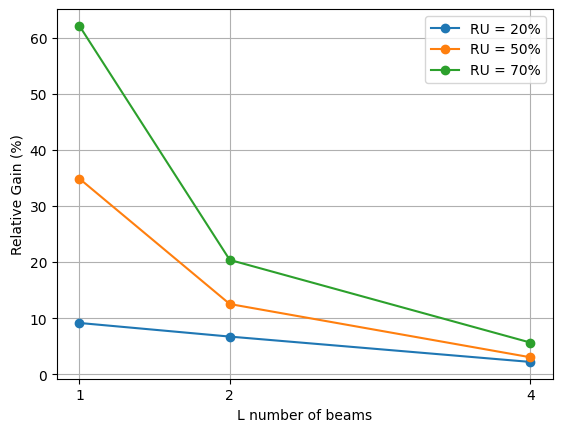 RU = 20%
RU = 50%
RU = 70%
Relative Gain (%)
60
50
40
30
20
10
0
1
2
4
L number of beams